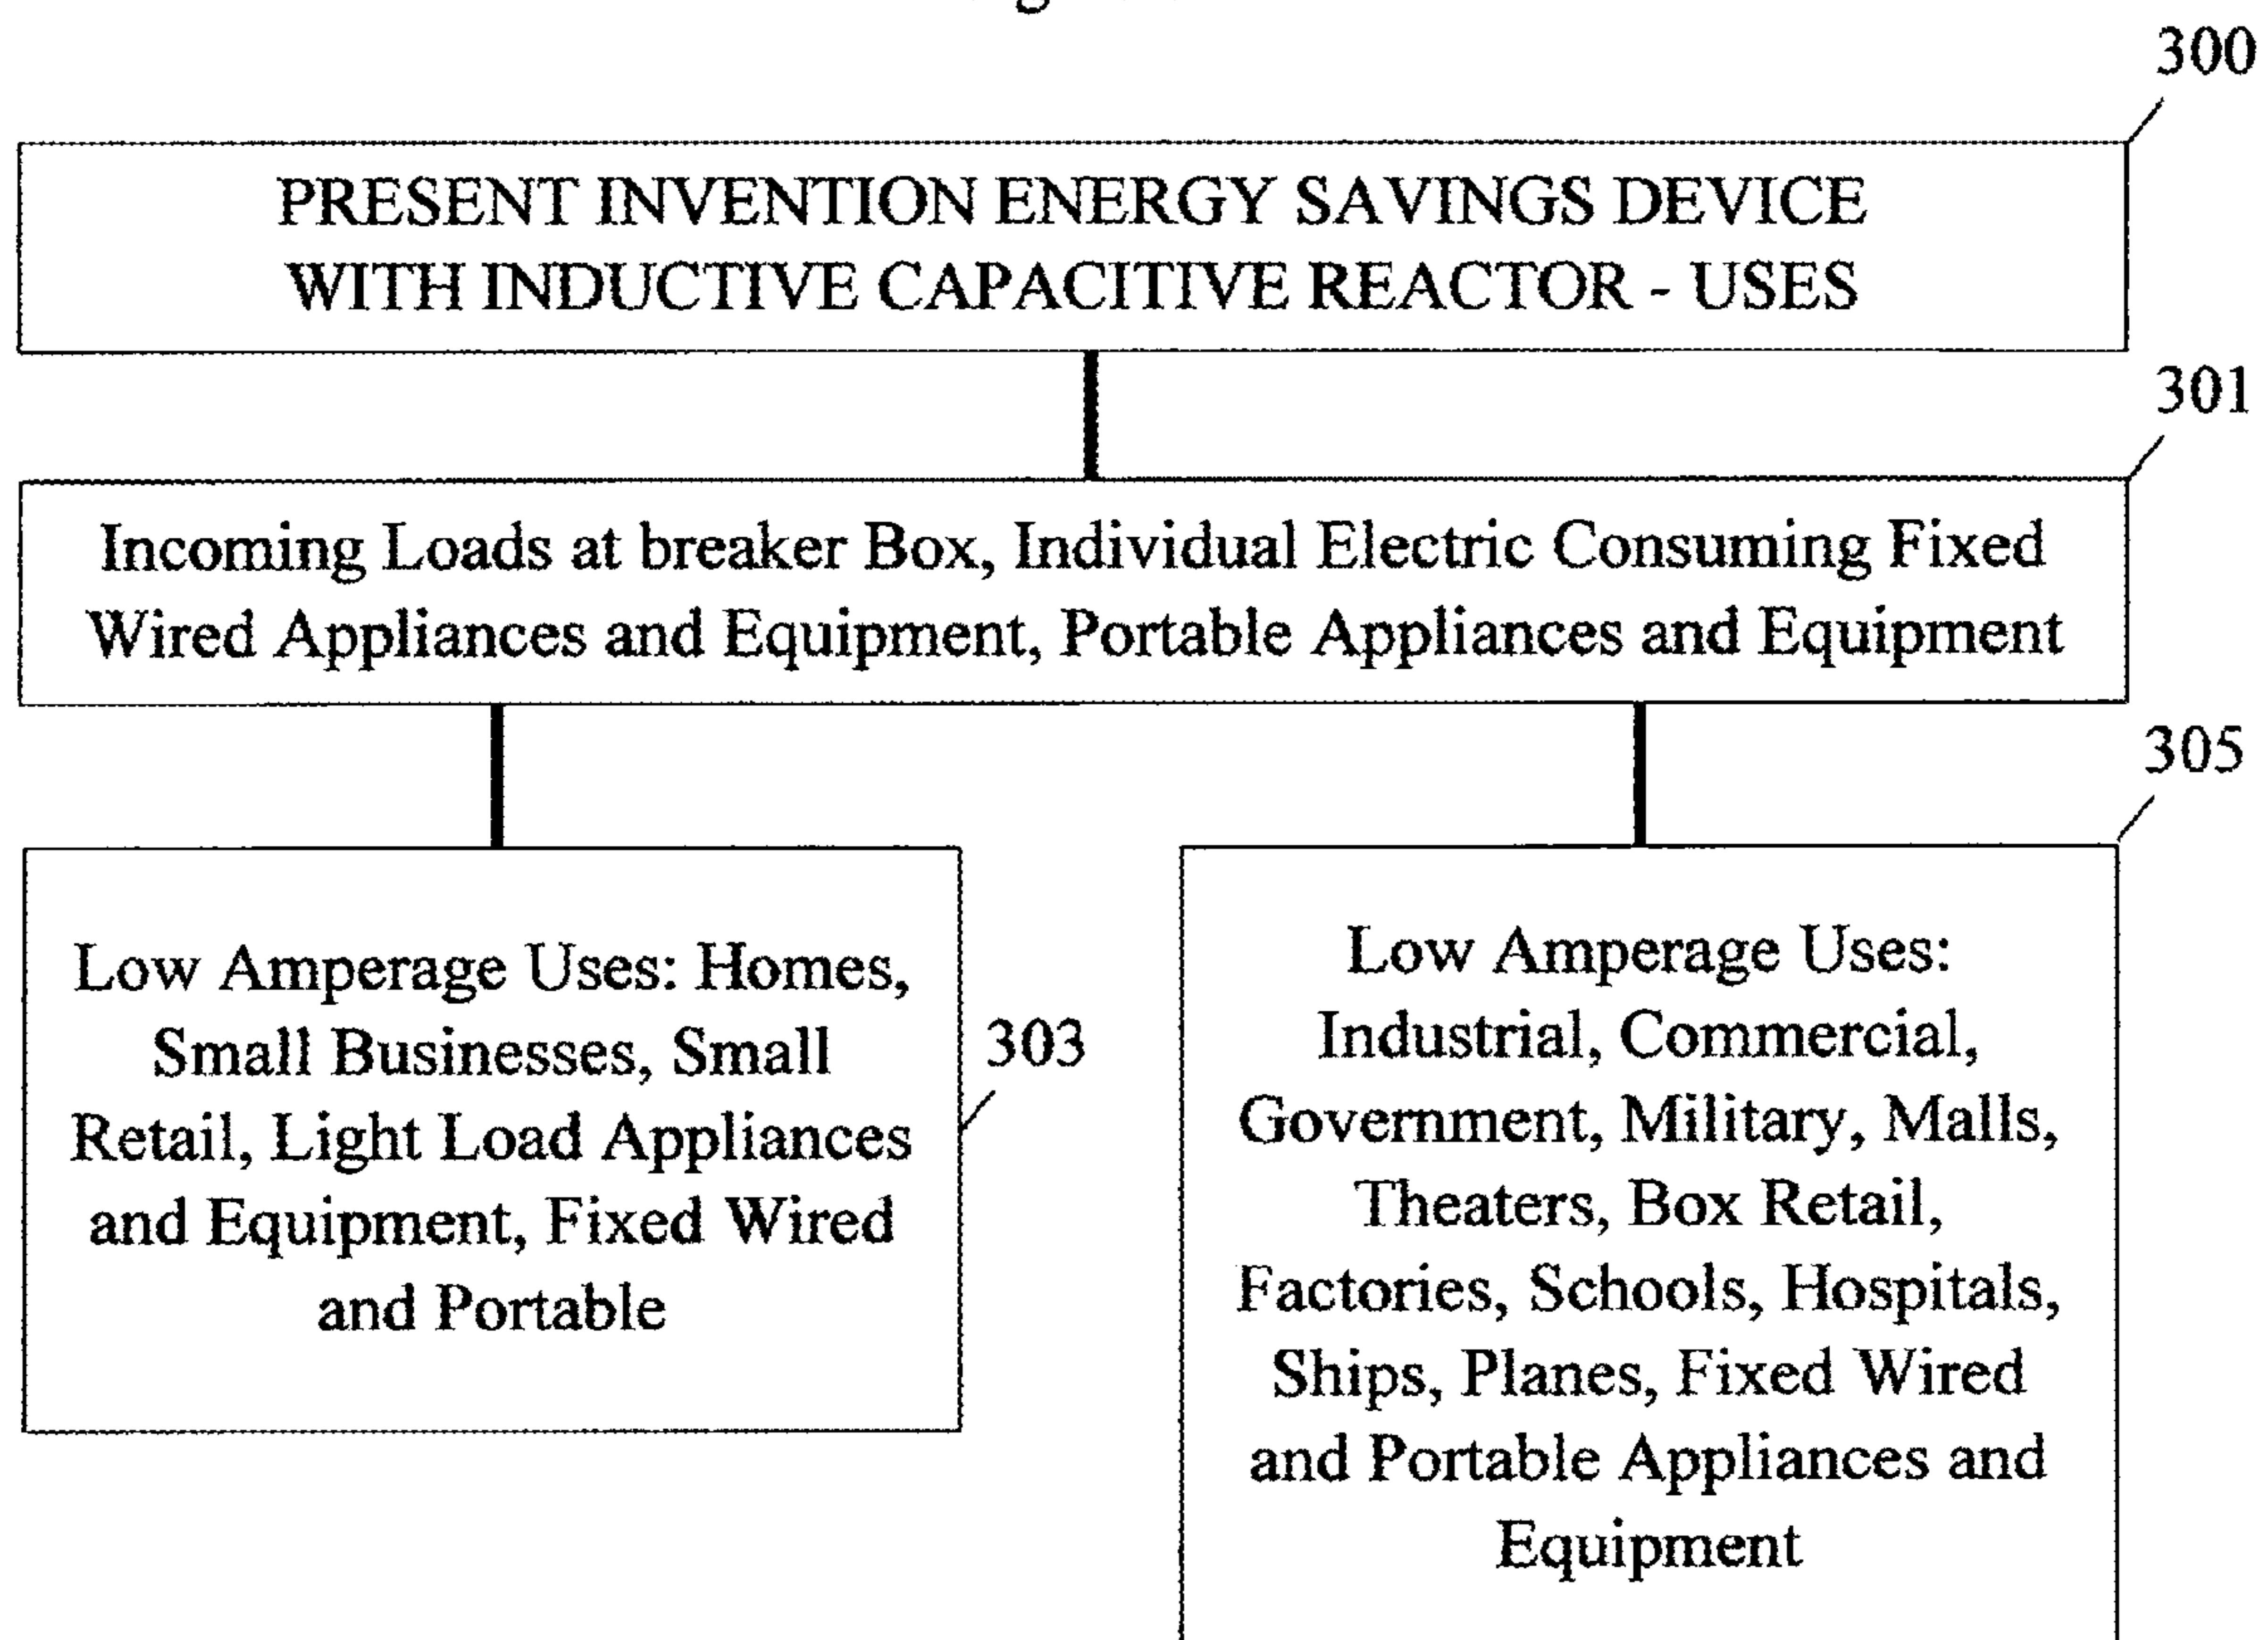 300
PRESENT INVENTION ENERGY SAVINGS DEVICE
WITH INDUCTIVE CAPACITIVE REACTOR - USES
301
Incoming Loads at breaker Box, Individual Electric Consuming Fixed
Wired Appliances and Equipment, Portable Appliances and Equipment
305
Low Amperage Uses: Homes,
Small Businesses, Small
Retail, Light Load Appliances
and Equipment, Fixed Wired
and Portable
303
Low Amperage Uses:
Industrial, Commercial,
Government, Military, Malls,
Theaters, Box Retail,
Factories, Schools, Hospitals,
Ships, Planes, Fixed Wired
and Portable Appliances and
Equipment